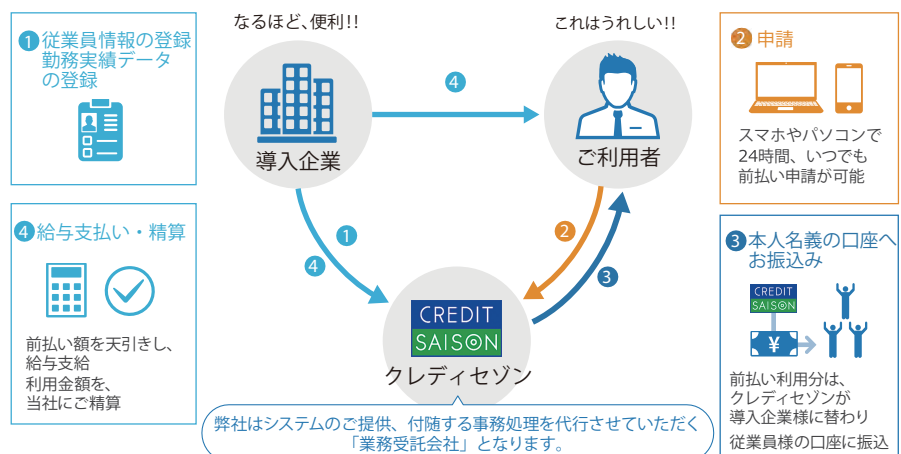 なるほど、便利!!
これはうれしい!!
1 従業員情報の登録
勤務実績データ
の登録
導入企業
4
ご利用者
2 申請
スマホやパソコンで
24時間、いつでも
前払い申請が可能
4 給与支払い・精算
前払い額を天引きし、
給与支給
利用金額を、
当社にご精算
1
4
2
3
CREDIT
SAISON
クレディセゾン
3 本人名義の口座へ
お振込み
CREDIT
SAISON
¥
前払い利用分は、
クレディセゾンが
導入企業様に替わり
従業員様の口座に振込
弊社はシステムのご提供、付随する事務処理を代行させていただく
「業務受託会社」となります。